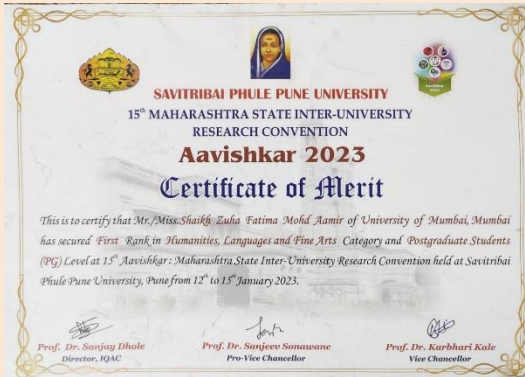 SAVITRIBAI PHULE PUNE UNIVERSITY
15th MAHARASHTRA STATE INTER-UNIVERSITY
RESEARCH CONVENTION
Aavishkar 2023
Certificate of Merit
This is to certify that Mr./Miss. Shaikh Zuha Fatima Mohd Aamir of University of Mumbai, Mumbai
has secured First Rank in Humanities, Languages and Fine Arts Category and Postgraduate Students
(PG) Level at 15th Aavishkar : Maharashtra State Inter-University Research Convention held at Savitribai
Phule Pune University, Pune from 12th to 15th January 2023.
Prof. Dr. Sanjay Dhole
Director, IQAC
Prof. Dr. Sanjeev Sonawane
Pro-Vice Chancellor
Prof. Dr. Karbhari Kale
Vice Chancellor